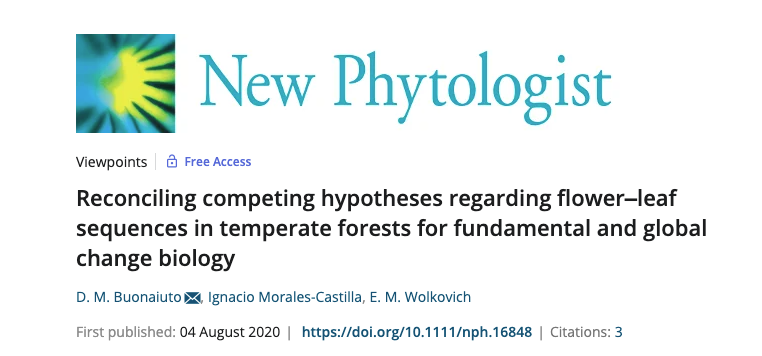 New Phytologist
Viewpoints | Free Access
Reconciling competing hypotheses regarding flower–leaf
sequences in temperate forests for fundamental and global
change biology
D. M. Buonaiuto, Ignacio Morales-Castilla, E. M. Wolkovich
First published: 04 August 2020 | https://doi.org/10.1111/nph.16848 | Citations: 3